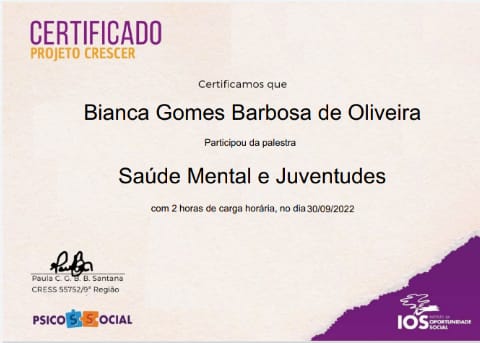 CERTIFICADO
PROJETO CRESCER
Certificamos que
Bianca Gomes Barbosa de Oliveira
Participou da palestra
Saúde Mental e Juventudes
com 2 horas de carga horária, no dia 30/09/2022
Paula C. G. B. B. Santana
CRESS 55752/9ª Região
PSICOSSOCIAL
IOS INSTITUTO DA OPORTUNIDADE SOCIAL